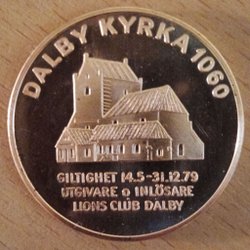 DALBY KYRKA 1060
GILTIGHET 14.5-31.12.79
UTGIVARE o INLÖSARE
LIONS CLUB DALBY